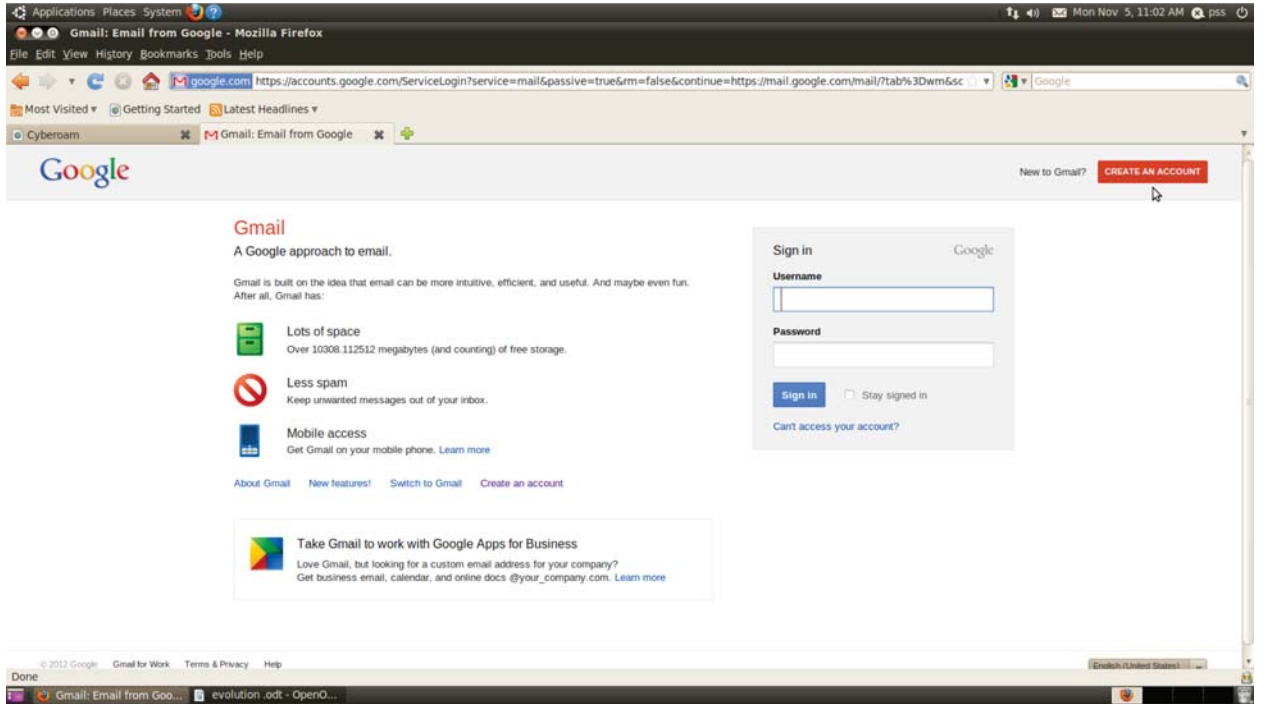 Applications Places System
Mon Nov 5, 11:02 AM pss
Gmail: Email from Google - Mozilla Firefox
File Edit View History Bookmarks Tools Help
google.com https://accounts.google.com/ServiceLogin?service=mail&passive=true&rm=false&continue=https://mail.google.com/mail/?tab%3Dwm&sc Google
Most Visited Getting Started Latest Headlines
Cyberoam Gmail: Email from Google
Google
New to Gmail? CREATE AN ACCOUNT
Gmail
A Google approach to email.
Gmail is built on the idea that email can be more intuitive, efficient, and useful. And maybe even fun.
After all, Gmail has:
Lots of space
Over 10308.112512 megabytes (and counting) of free storage.
Less spam
Keep unwanted messages out of your inbox.
Mobile access
Get Gmail on your mobile phone. Learn more
About Gmail New features! Switch to Gmail Create an account
Take Gmail to work with Google Apps for Business
Love Gmail, but looking for a custom email address for your company?
Get business email, calendar, and online docs @your_company.com. Learn more
Sign in Google
Username
Password
Sign in Stay signed in
Can't access your account?
© 2012 Google Gmail for Work Terms & Privacy Help
English (United States)
Done
Gmail: Email from Goo... evolution .odt - OpenO...